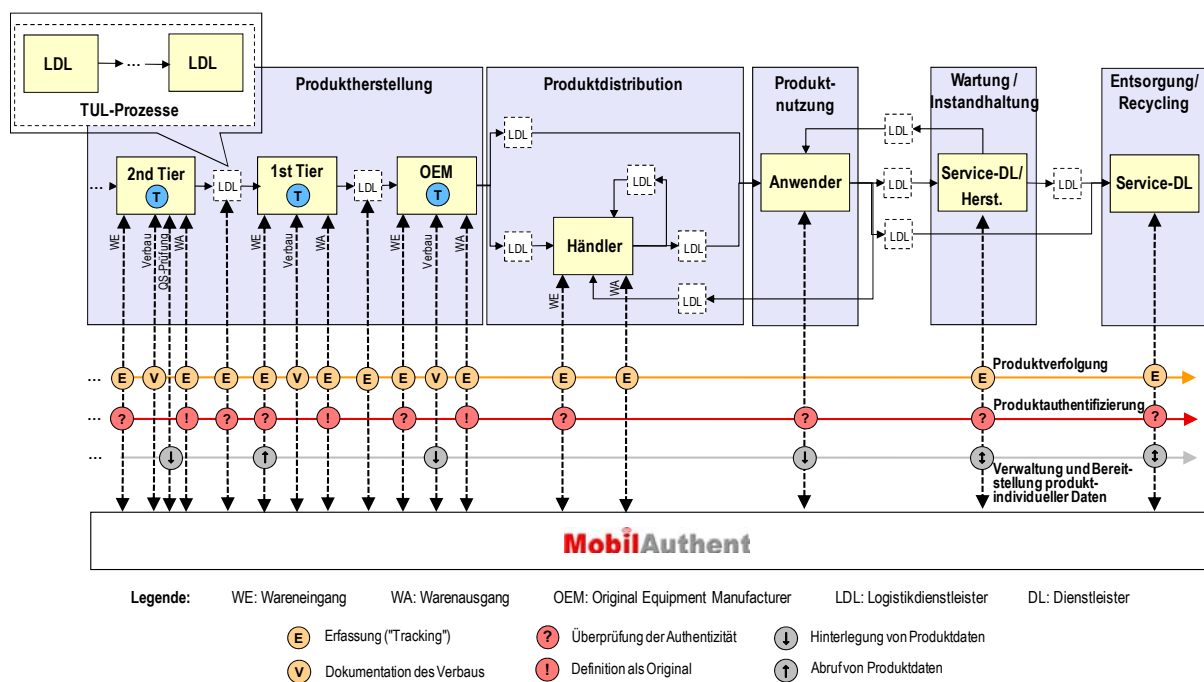 LDL
...
LDL
TUL-Prozesse
Produktherstellung
Produktdistribution
Produkt-
nutzung
Wartung /
Instandhaltung
Entsorgung/
Recycling
...
2nd Tier
T
LDL
1st Tier
T
LDL
OEM
T
LDL
LDL
LDL
Händler
LDL
LDL
Anwender
LDL
LDL
LDL
Service-DL/
Herst.
LDL
Service-DL
WE
Verbau
QS-Prüfung
WA
WE
Verbau
WA
WE
Verbau
WA
WE
WA
Produktverfolgung
... E V E E E V E E E V E E E E E
Produktauthentifizierung
... ? ! ? ? ! ? ! ? ? ? ?
... ↓ ↑ ↓ ↓ ↕ ↕
Verwaltung und Bereit-
stellung produkt-
individueller Daten
MobilAuthent
Legende: WE: Wareneingang WA: Warenausgang OEM: Original Equipment Manufacturer LDL: Logistikdienstleister DL: Dienstleister
E Erfassung ("Tracking") ? Überprüfung der Authentizität ↓ Hinterlegung von Produktdaten
V Dokumentation des Verbaus ! Definition als Original ↑ Abruf von Produktdaten